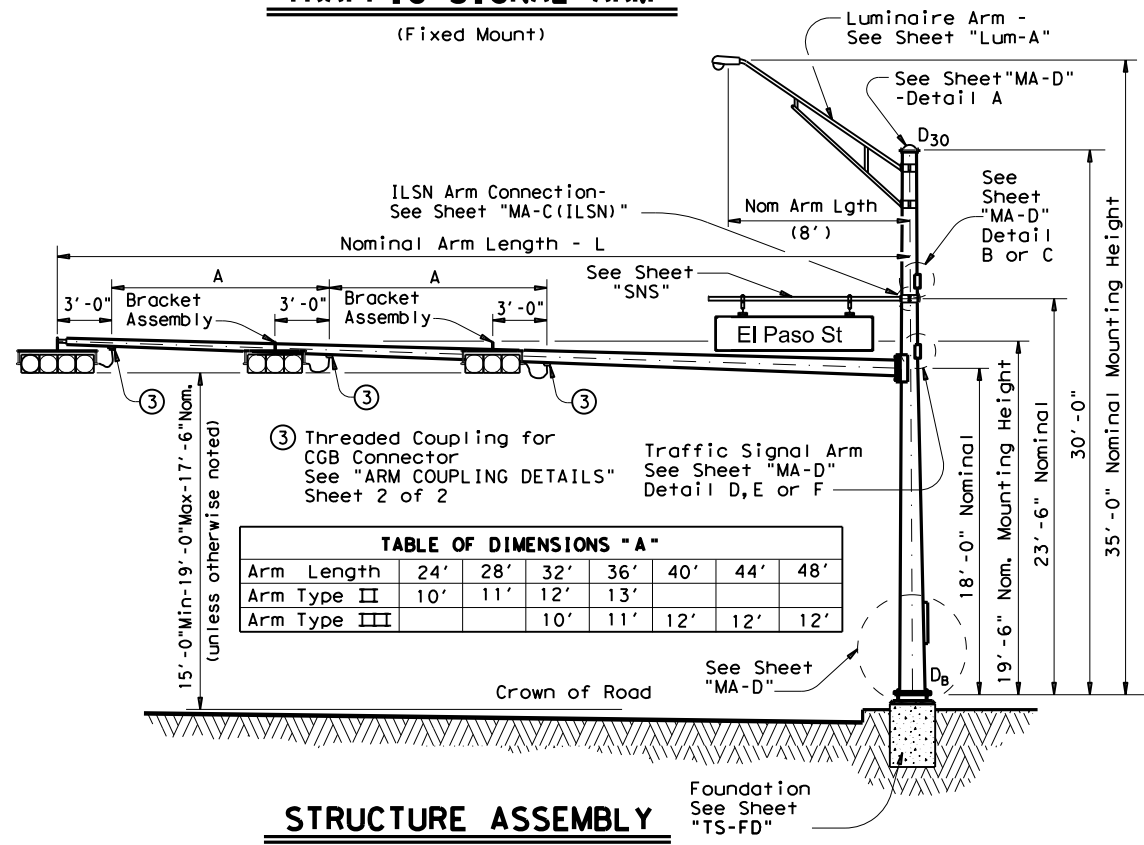 (Fixed Mount)
Luminaire Arm -
See Sheet "Lum-A"
See Sheet"MA-D"
-Detail A
D30
See
Sheet
"MA-D"
Detail
B or C
ILSN Arm Connection-
See Sheet "MA-C(ILSN)"
Nom Arm Lgth
(8')
Nominal Arm Length - L
A
A
See Sheet
"SNS"
3'-0"
Bracket
Assembly
3'-0"
Bracket
Assembly
3'-0"
El Paso St
3
3
3
3 Threaded Coupling for
CGB Connector
See "ARM COUPLING DETAILS"
Sheet 2 of 2
Traffic Signal Arm
See Sheet "MA-D"
Detail D,E or F
15'-0"Min-19'-0"Max-17'-6"Nom.
(unless otherwise noted)
18'-0" Nominal
19'-6" Nom. Mounting Height
23'-6" Nominal
30'-0"
35'-0" Nominal Mounting Height
TABLE OF DIMENSIONS "A"
Arm Length 24' 28' 32' 36' 40' 44' 48'
Arm Type II 10' 11' 12' 13'
Arm Type III 10' 11' 12' 12' 12'
See Sheet
"MA-D"
DB
Crown of Road
Foundation
See Sheet
"TS-FD"
STRUCTURE ASSEMBLY